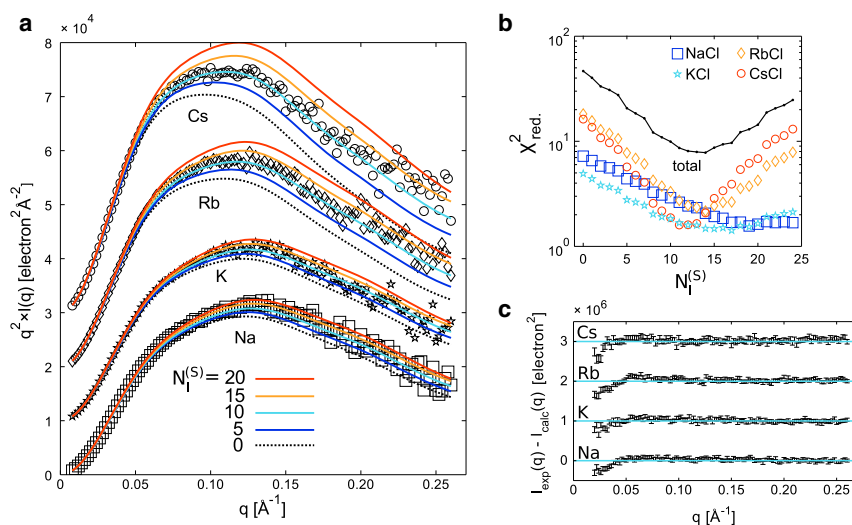 a
× 10⁴
8
7
6
5
4
3
2
1
0
q²×I(q) [electron²Å⁻²]
Cs
Rb
K
Na
N_I^(S) = 20
15
10
5
0
0
0.05
0.10
0.15
0.20
0.25
q [Å⁻¹]
b
NaCl
RbCl
KCl
CsCl
10²
10¹
10⁰
χ²red.
total
0
5
10
15
20
25
N_I^(S)
c
× 10⁶
Cs
Rb
K
Na
3
2
1
0
I_exp(q) - I_calc(q) [electron²]
0
0.05
0.10
0.15
0.20
0.25
q [Å⁻¹]